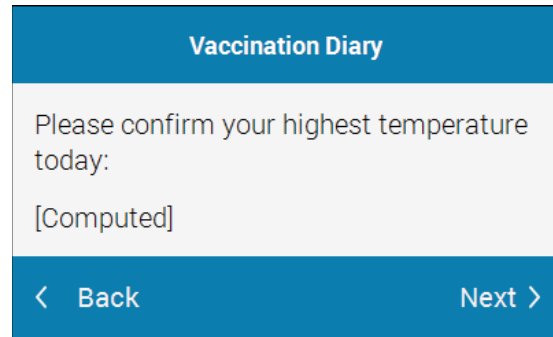 Vaccination Diary
Please confirm your highest temperature
today:
[Computed]
< Back
Next >